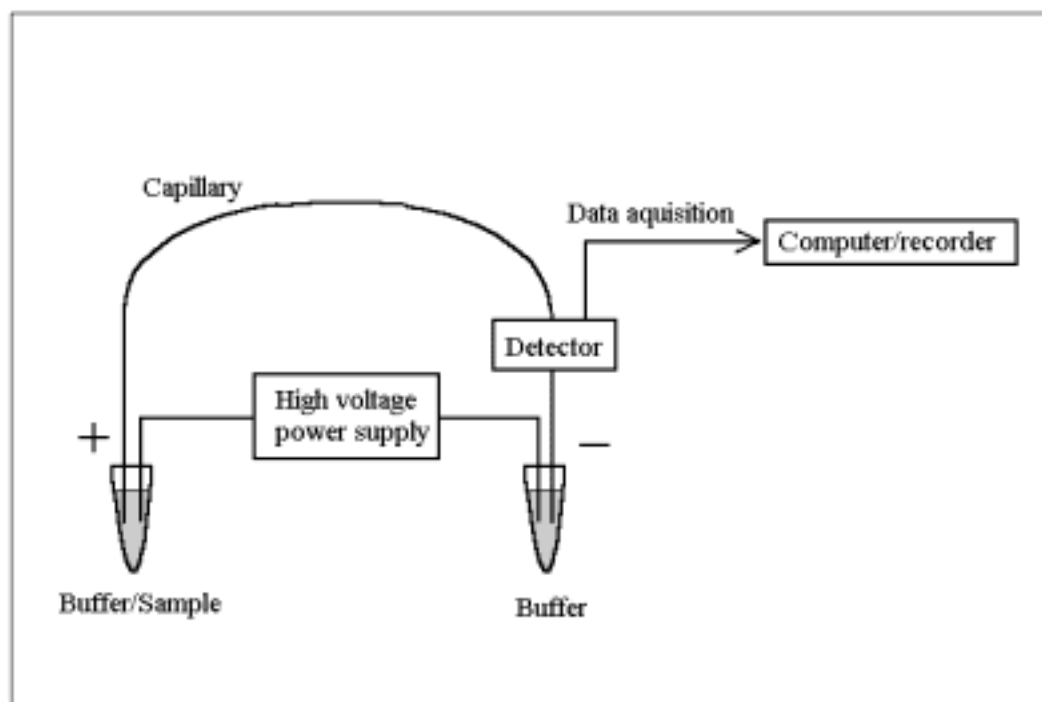 Capillary
Data aquisition
Computer/recorder
Detector
High voltage
power supply
+
−
Buffer/Sample
Buffer